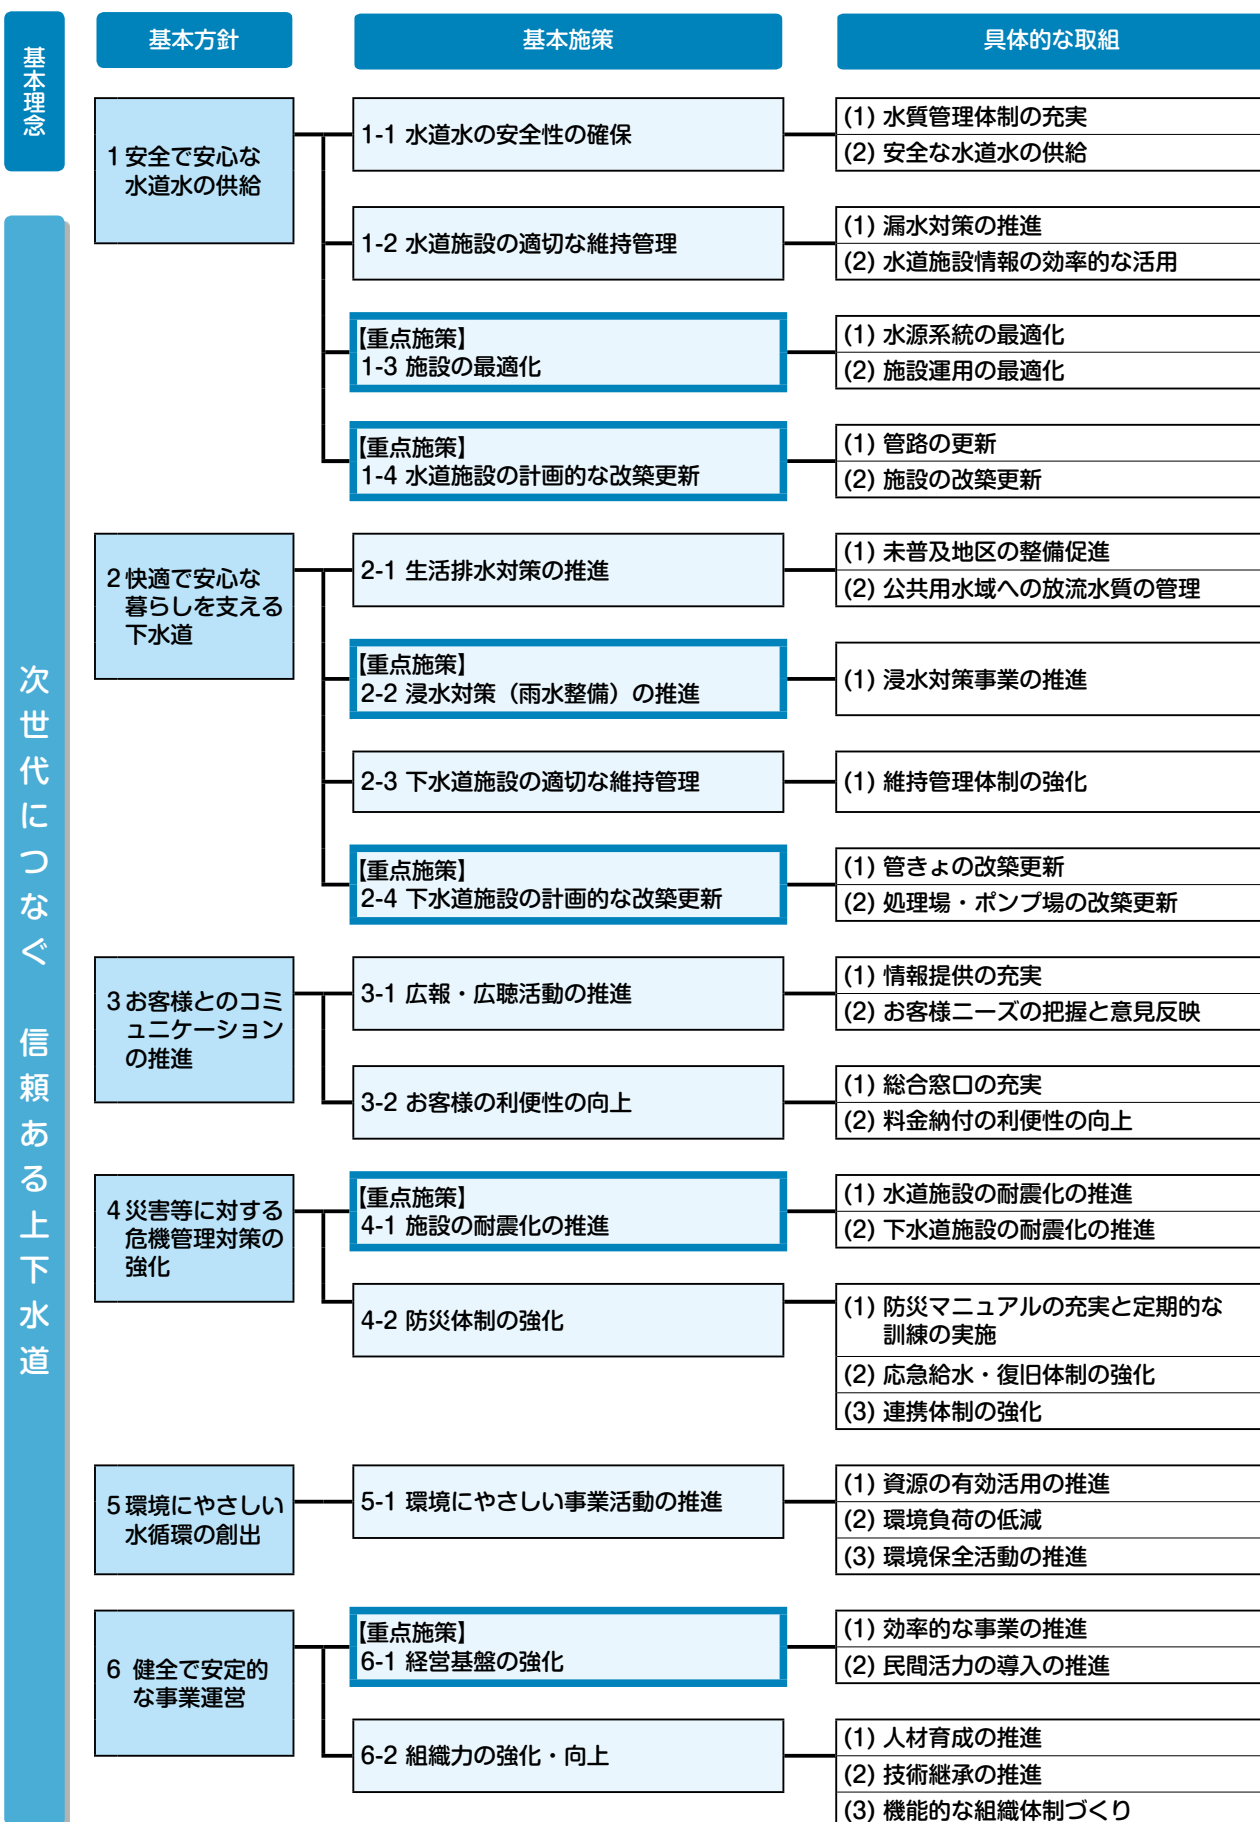 基本理念
基本方針
基本施策
具体的な取組
次世代につなぐ 信頼ある上下水道
1 安全で安心な
水道水の供給
1-1 水道水の安全性の確保
(1) 水質管理体制の充実
(2) 安全な水道水の供給
1-2 水道施設の適切な維持管理
(1) 漏水対策の推進
(2) 水道施設情報の効率的な活用
【重点施策】
1-3 施設の最適化
(1) 水源系統の最適化
(2) 施設運用の最適化
【重点施策】
1-4 水道施設の計画的な改築更新
(1) 管路の更新
(2) 施設の改築更新
2 快適で安心な
暮らしを支える
下水道
2-1 生活排水対策の推進
(1) 未普及地区の整備促進
(2) 公共用水域への放流水質の管理
【重点施策】
2-2 浸水対策（雨水整備）の推進
(1) 浸水対策事業の推進
2-3 下水道施設の適切な維持管理
(1) 維持管理体制の強化
【重点施策】
2-4 下水道施設の計画的な改築更新
(1) 管きょの改築更新
(2) 処理場・ポンプ場の改築更新
3 お客様とのコミ
ュニケーション
の推進
3-1 広報・広聴活動の推進
(1) 情報提供の充実
(2) お客様ニーズの把握と意見反映
3-2 お客様の利便性の向上
(1) 総合窓口の充実
(2) 料金納付の利便性の向上
4 災害等に対する
危機管理対策の
強化
【重点施策】
4-1 施設の耐震化の推進
(1) 水道施設の耐震化の推進
(2) 下水道施設の耐震化の推進
4-2 防災体制の強化
(1) 防災マニュアルの充実と定期的な
訓練の実施
(2) 応急給水・復旧体制の強化
(3) 連携体制の強化
5 環境にやさしい
水循環の創出
5-1 環境にやさしい事業活動の推進
(1) 資源の有効活用の推進
(2) 環境負荷の低減
(3) 環境保全活動の推進
6 健全で安定的
な事業運営
【重点施策】
6-1 経営基盤の強化
(1) 効率的な事業の推進
(2) 民間活力の導入の推進
6-2 組織力の強化・向上
(1) 人材育成の推進
(2) 技術継承の推進
(3) 機能的な組織体制づくり